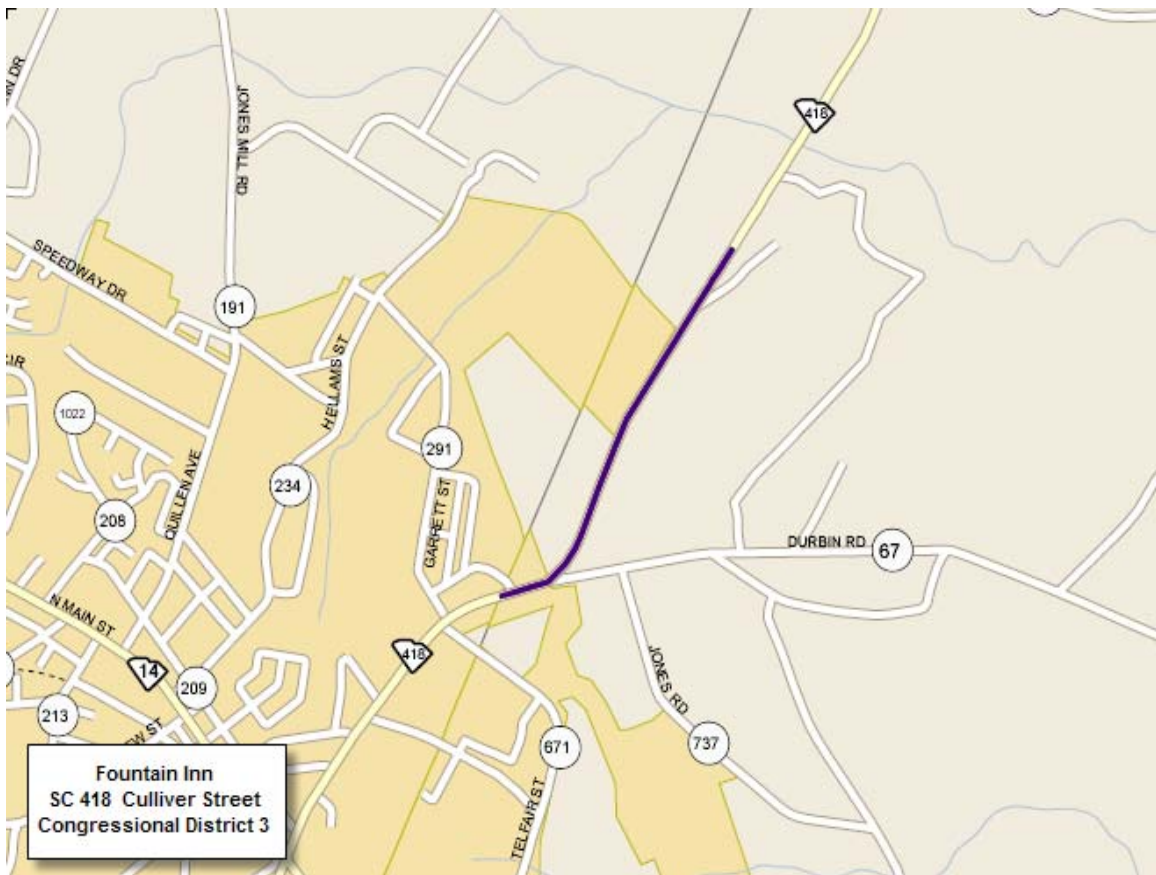 418
JONES MILL RD
SPEEDWAY DR
191
HELLAMS ST
1022
291
234
QUILLEN AVE
GARRETT ST
208
DURBIN RD
67
N MAIN ST
418
14
209
JONES RD
213
671
737
TELFAIR ST
Fountain Inn
SC 418 Culliver Street
Congressional District 3